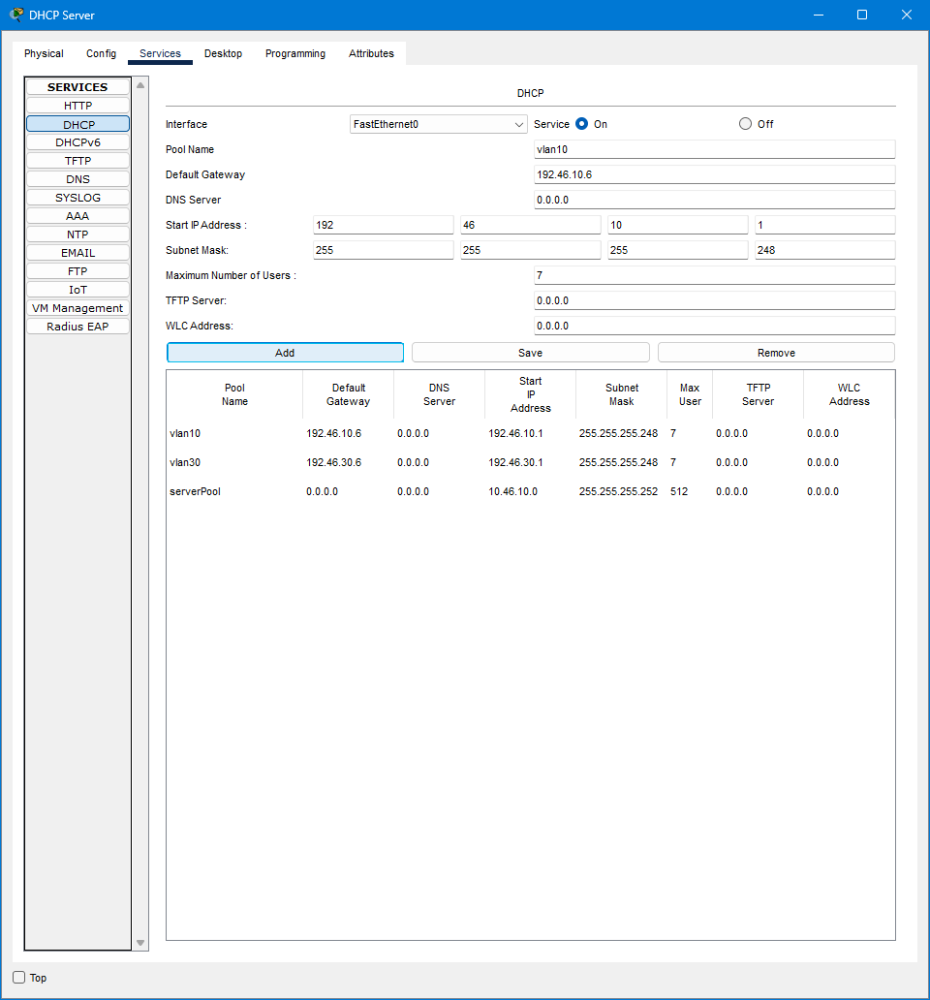 DHCP Server
Physical Config Services Desktop Programming Attributes
SERVICES
HTTP
DHCP
DHCPv6
TFTP
DNS
SYSLOG
AAA
NTP
EMAIL
FTP
IoT
VM Management
Radius EAP
DHCP
Interface FastEthernet0 Service On Off
Pool Name vlan10
Default Gateway 192.46.10.6
DNS Server 0.0.0.0
Start IP Address : 192 46 10 1
Subnet Mask: 255 255 255 248
Maximum Number of Users : 7
TFTP Server: 0.0.0.0
WLC Address: 0.0.0.0
Add Save Remove
Pool Name Default Gateway DNS Server Start IP Address Subnet Mask Max User TFTP Server WLC Address
vlan10 192.46.10.6 0.0.0.0 192.46.10.1 255.255.255.248 7 0.0.0.0 0.0.0.0
vlan30 192.46.30.6 0.0.0.0 192.46.30.1 255.255.255.248 7 0.0.0.0 0.0.0.0
serverPool 0.0.0.0 0.0.0.0 10.46.10.0 255.255.255.252 512 0.0.0.0 0.0.0.0
Top